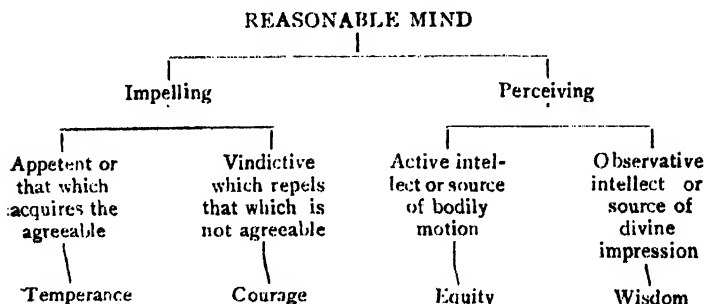 REASONABLE MIND
Impelling
Perceiving
Appetent or
that which
acquires the
agreeable
Vindictive
which repels
that which is
not agreeable
Active intel-
lect or source
of bodily
motion
Observative
intellect or
source of
divine
impression
Temperance
Courage
Equity
Wisdom